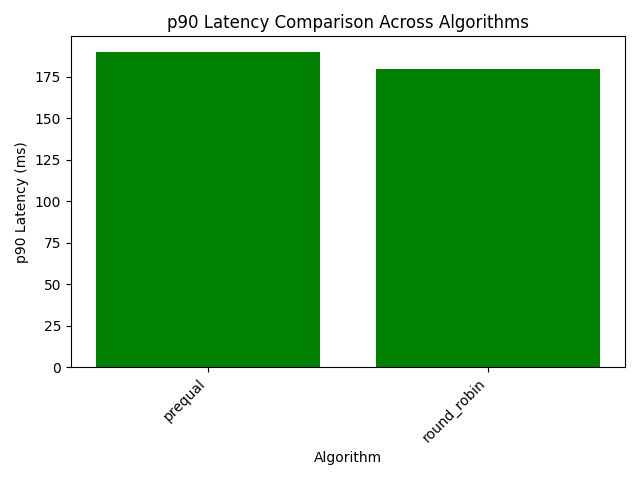 p90 Latency Comparison Across Algorithms
p90 Latency (ms)
175
150
125
100
75
50
25
0
prequal
round_robin
Algorithm